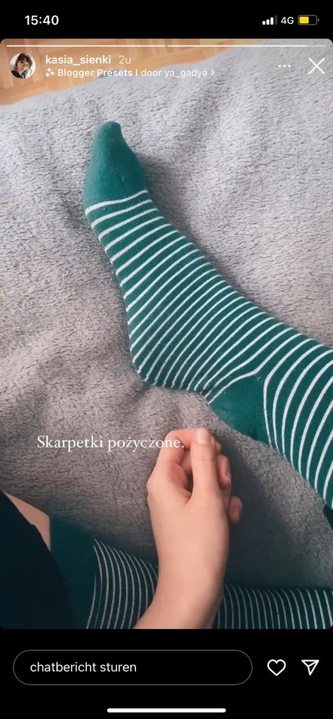 15:40
4G
kasia_sienki 2u
Blogger Presets | door ya_gadya >
Skarpetki pożyczone.
chatbericht sturen